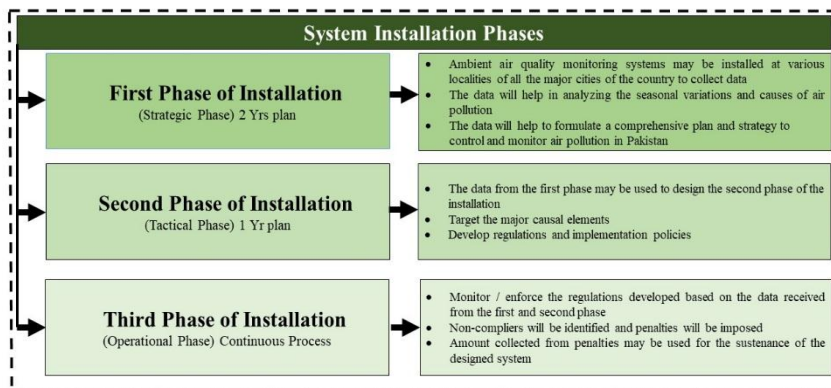 System Installation Phases
First Phase of Installation
(Strategic Phase) 2 Yrs plan
• Ambient air quality monitoring systems may be installed at various
localities of all the major cities of the country to collect data
• The data will help in analyzing the seasonal variations and causes of air
pollution
• The data will help to formulate a comprehensive plan and strategy to
control and monitor air pollution in Pakistan
Second Phase of Installation
(Tactical Phase) 1 Yr plan
• The data from the first phase may be used to design the second phase of the
installation
• Target the major causal elements
• Develop regulations and implementation policies
Third Phase of Installation
(Operational Phase) Continuous Process
• Monitor / enforce the regulations developed based on the data received
from the first and second phase
• Non-compliers will be identified and penalties will be imposed
• Amount collected from penalties may be used for the sustenance of the
designed system